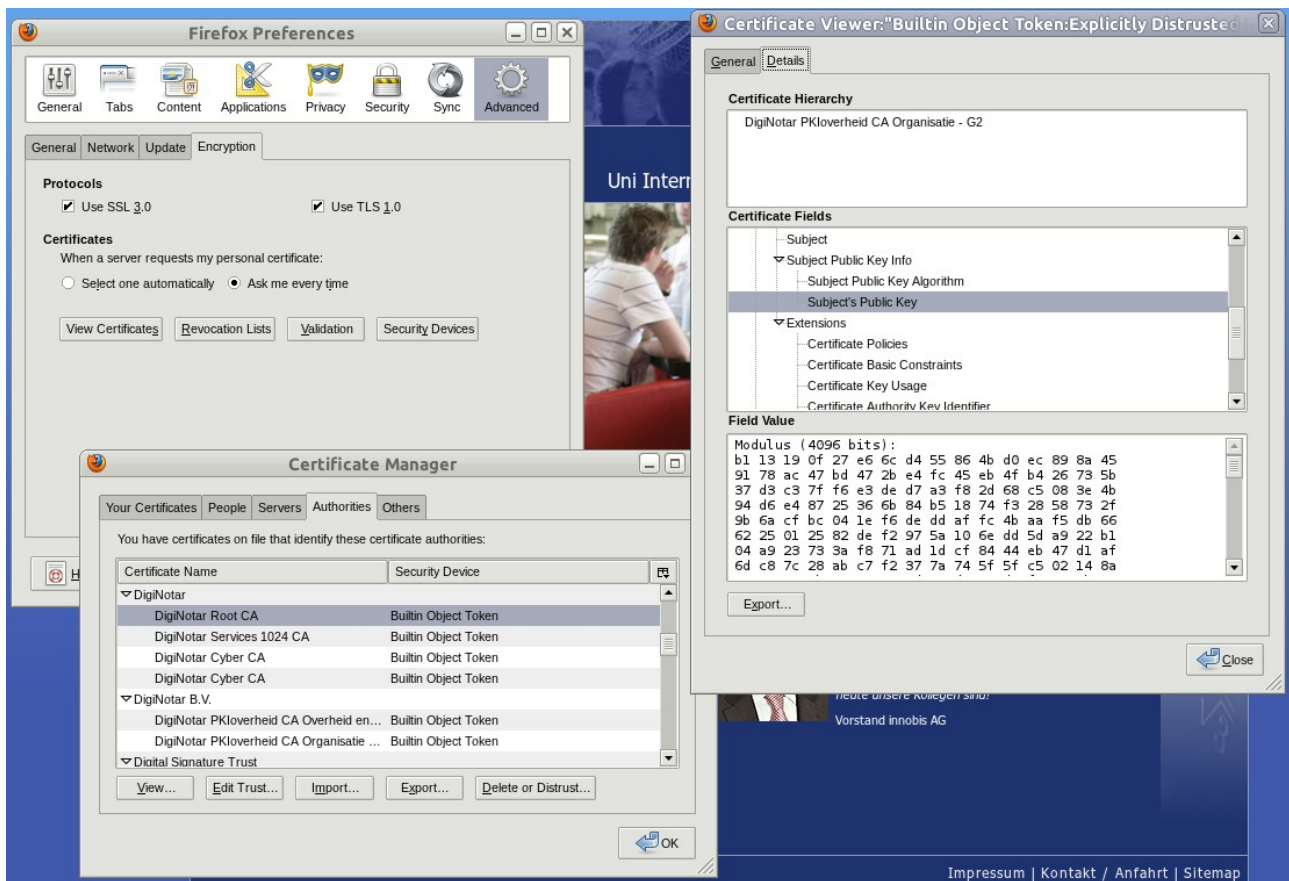 Firefox Preferences
General Tabs Content Applications Privacy Security Sync Advanced
General Network Update Encryption
Protocols
Use SSL 3.0 Use TLS 1.0
Certificates
When a server requests my personal certificate:
Select one automatically Ask me every time
View Certificates Revocation Lists Validation Security Devices
H
Uni Inter
Certificate Manager
Your Certificates People Servers Authorities Others
You have certificates on file that identify these certificate authorities:
Certificate Name Security Device
DigiNotar
DigiNotar Root CA Builtin Object Token
DigiNotar Services 1024 CA Builtin Object Token
DigiNotar Cyber CA Builtin Object Token
DigiNotar Cyber CA Builtin Object Token
DigiNotar B.V.
DigiNotar PKIoverheid CA Overheid en... Builtin Object Token
DigiNotar PKIoverheid CA Organisatie ... Builtin Object Token
Digital Signature Trust
View... Edit Trust... Import... Export... Delete or Distrust...
OK
Certificate Viewer:"Builtin Object Token:Explicitly Distrusted
General Details
Certificate Hierarchy
DigiNotar PKIoverheid CA Organisatie - G2
Certificate Fields
Subject
Subject Public Key Info
Subject Public Key Algorithm
Subject's Public Key
Extensions
Certificate Policies
Certificate Basic Constraints
Certificate Key Usage
Certificate Authority Key Identifier
Field Value
Modulus (4096 bits):
b1 13 19 0f 27 e6 6c d4 55 86 4b d0 ec 89 8a 45
91 78 ac 47 bd 47 2b e4 fc 45 eb 4f b4 26 73 5b
37 d3 c3 7f f6 e3 de d7 a3 f8 2d 68 c5 08 3e 4b
94 d6 e4 87 25 36 6b 84 b5 18 74 f3 28 58 73 2f
9b 6a cf bc 04 1e f6 de dd af fc 4b aa f5 db 66
62 25 01 25 82 de f2 97 5a 10 6e dd 5d a9 22 b1
04 a9 23 73 3a f8 71 ad 1d cf 84 44 eb 47 d1 af
6d c8 7c 28 ab c7 f2 37 7a 74 5f 5f c5 02 14 8a
Export...
Close
heute unsere Kollegen sind!
Vorstand innobis AG
Impressum | Kontakt / Anfahrt | Sitemap